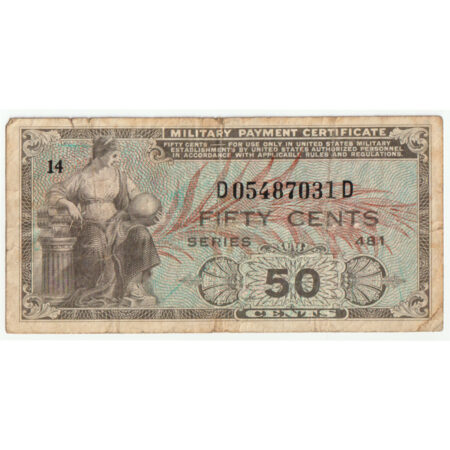 MILITARY PAYMENT CERTIFICATE
FIFTY CENTS — FOR USE ONLY IN UNITED STATES MILITARY
ESTABLISHMENTS BY UNITED STATES AUTHORIZED PERSONNEL
IN ACCORDANCE WITH APPLICABLE RULES AND REGULATIONS.
14
D05487031D
FIFTY CENTS
SERIES 481
50
CENTS